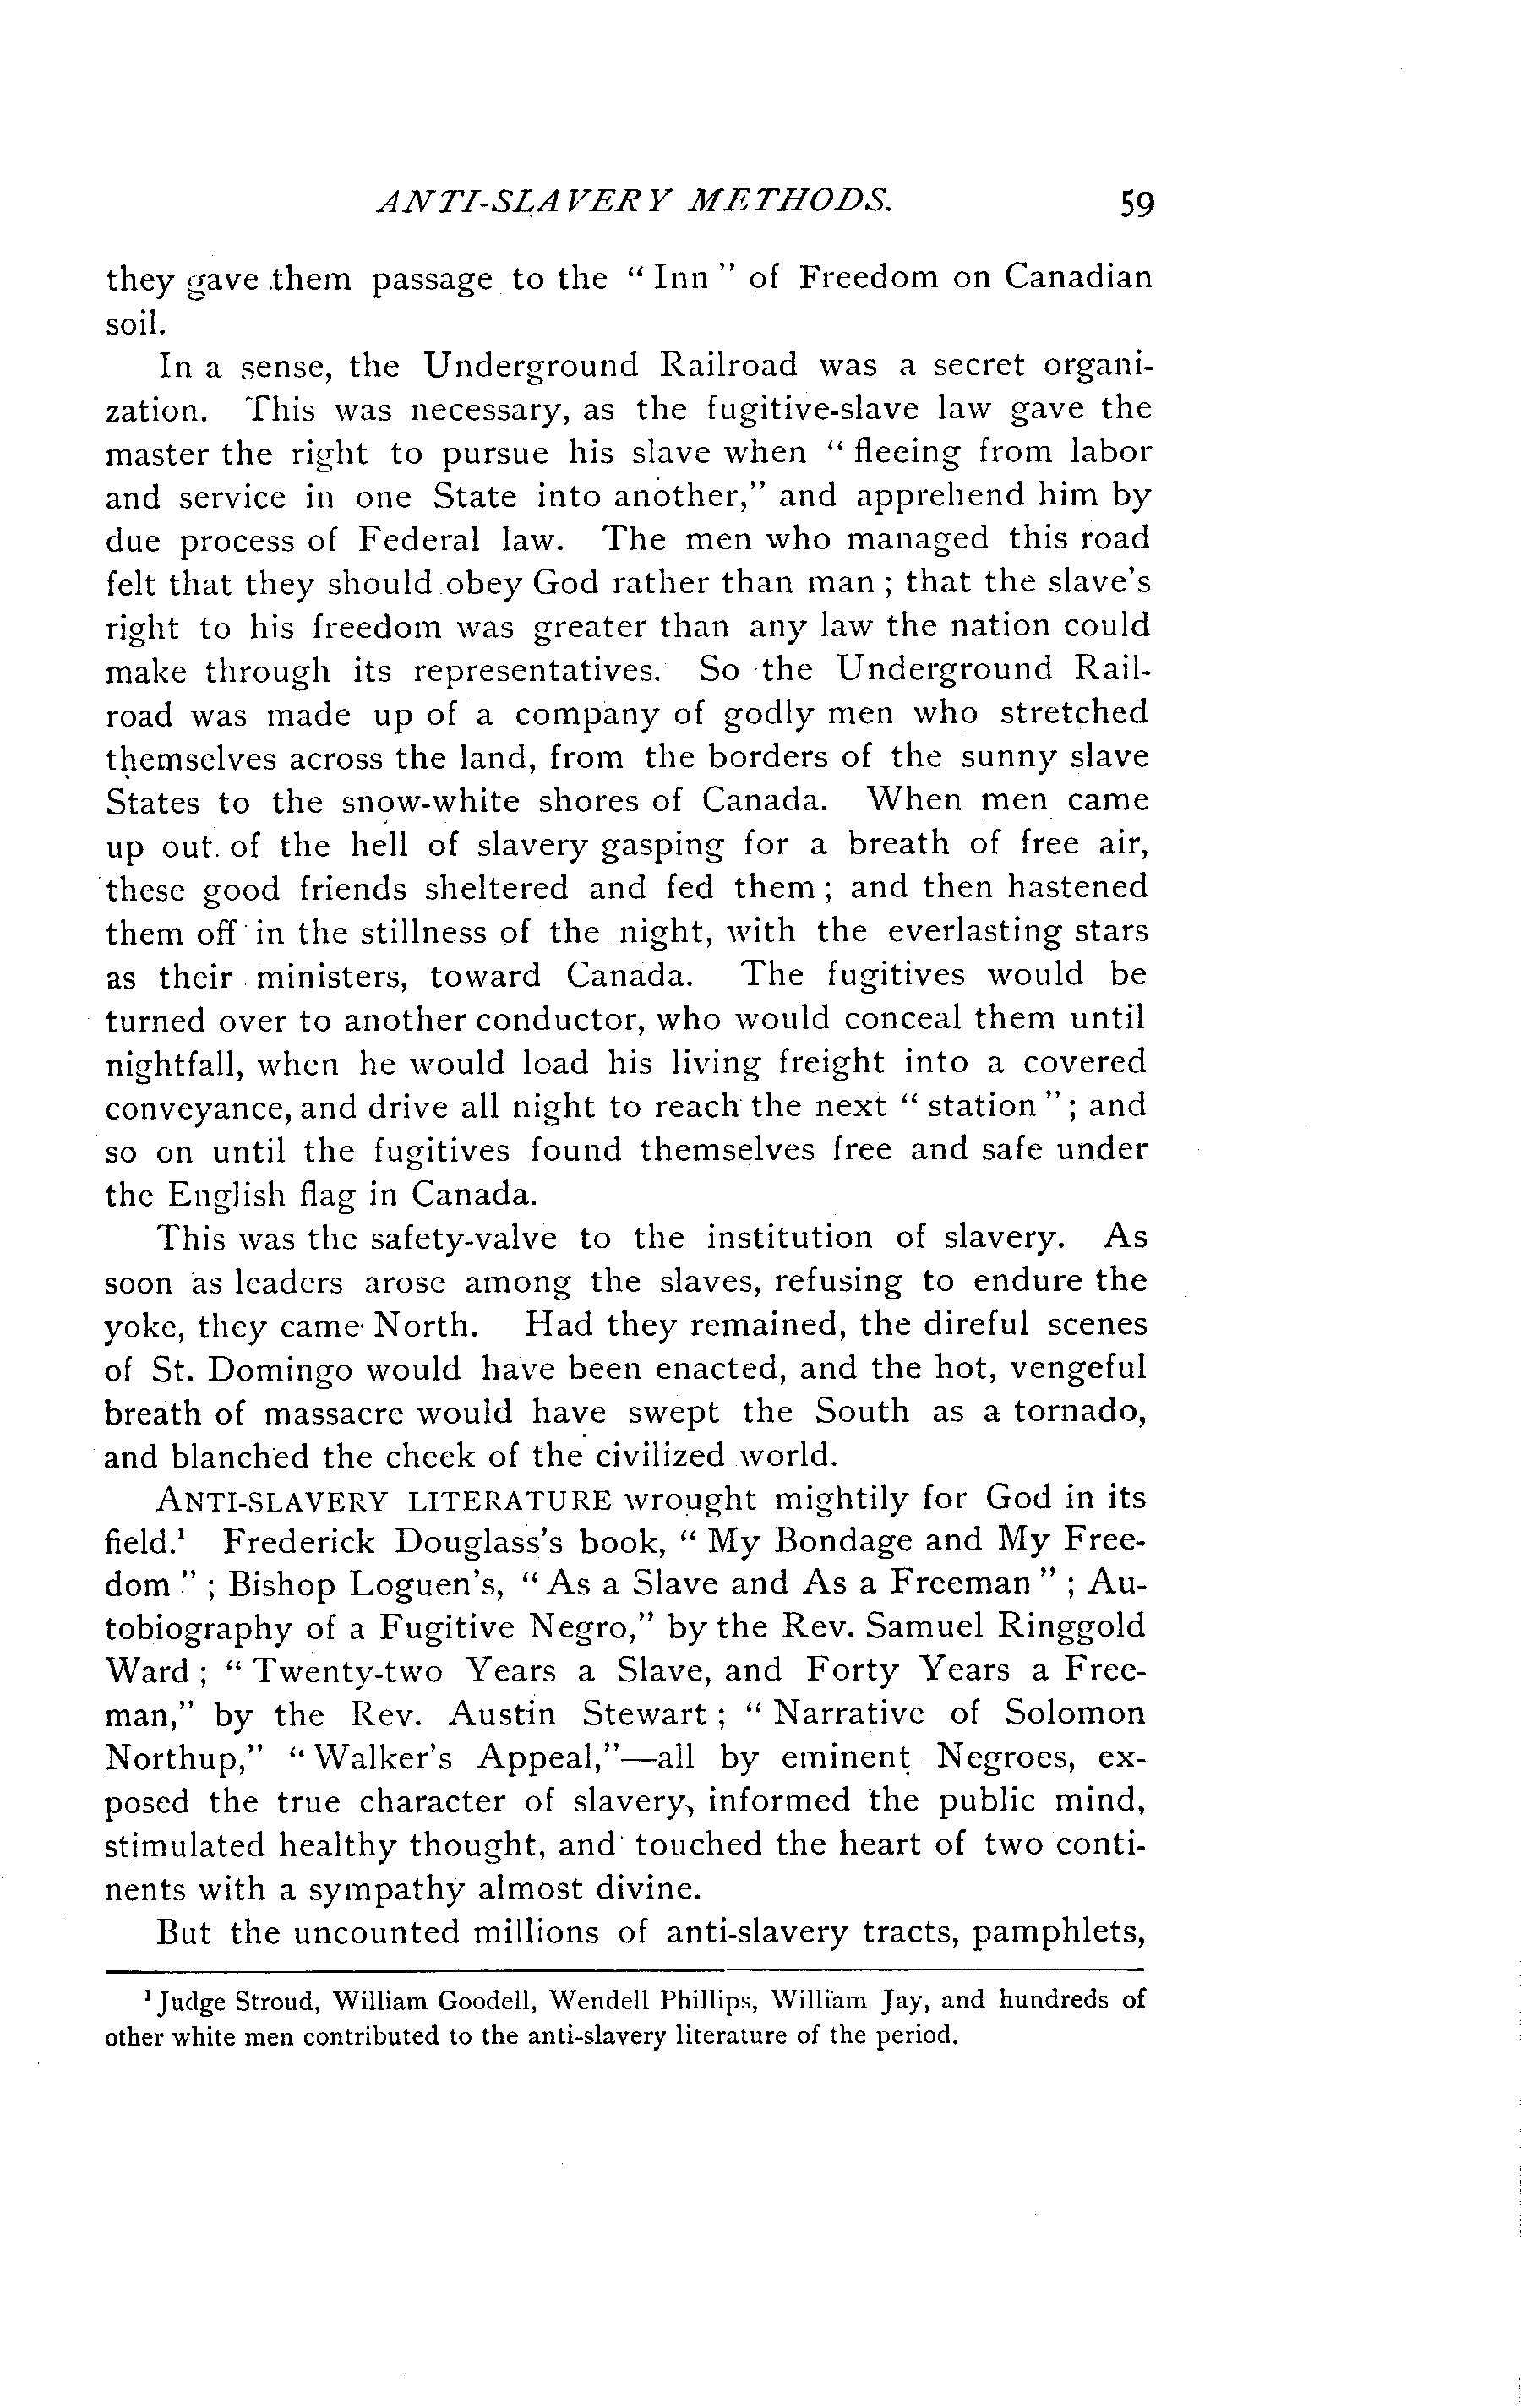 ANTI-SLAVERY METHODS. 59
they gave them passage to the “ Inn ” of Freedom on Canadian
soil.
In a sense, the Underground Railroad was a secret organi-
zation. This was necessary, as the fugitive-slave law gave the
master the right to pursue his slave when “ fleeing from labor
and service in one State into another,” and apprehend him by
due process of Federal law. The men who managed this road
felt that they should obey God rather than man ; that the slave's
right to his freedom was greater than any law the nation could
make through its representatives. So the Underground Rail-
road was made up of a company of godly men who stretched
themselves across the land, from the borders of the sunny slave
States to the snow-white shores of Canada. When men came
up out of the hell of slavery gasping for a breath of free air,
these good friends sheltered and fed them ; and then hastened
them off in the stillness of the night, with the everlasting stars
as their ministers, toward Canada. The fugitives would be
turned over to another conductor, who would conceal them until
nightfall, when he would load his living freight into a covered
conveyance, and drive all night to reach the next “ station ” ; and
so on until the fugitives found themselves free and safe under
the English flag in Canada.
This was the safety-valve to the institution of slavery. As
soon as leaders arose among the slaves, refusing to endure the
yoke, they came North. Had they remained, the direful scenes
of St. Domingo would have been enacted, and the hot, vengeful
breath of massacre would have swept the South as a tornado,
and blanched the cheek of the civilized world.
ANTI-SLAVERY LITERATURE wrought mightily for God in its
field.¹ Frederick Douglass's book, “ My Bondage and My Free-
dom ” ; Bishop Loguen's, “ As a Slave and As a Freeman ” ; Au-
tobiography of a Fugitive Negro,” by the Rev. Samuel Ringgold
Ward ; “ Twenty-two Years a Slave, and Forty Years a Free-
man,” by the Rev. Austin Stewart ; “ Narrative of Solomon
Northup,” “ Walker's Appeal,”—all by eminent Negroes, ex-
posed the true character of slavery, informed the public mind,
stimulated healthy thought, and touched the heart of two conti-
nents with a sympathy almost divine.
But the uncounted millions of anti-slavery tracts, pamphlets,
¹ Judge Stroud, William Goodell, Wendell Phillips, William Jay, and hundreds of
other white men contributed to the anti-slavery literature of the period.